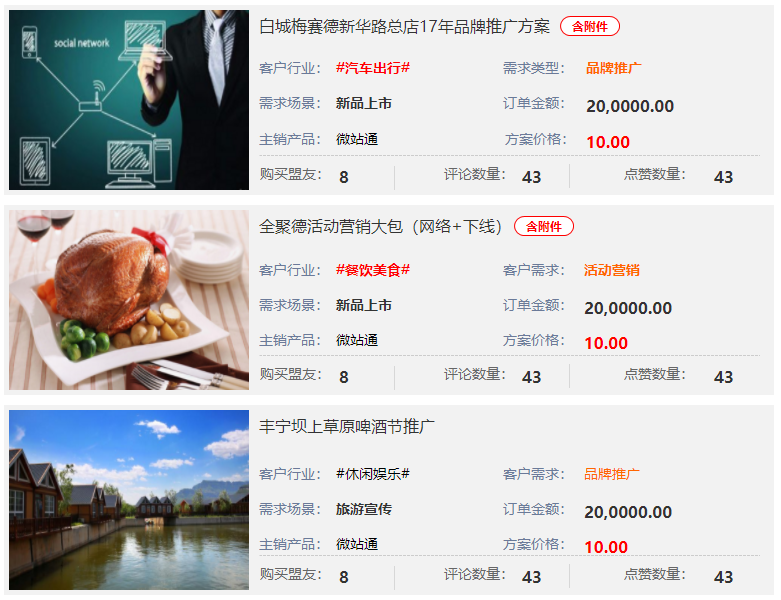 social network
白城梅赛德新华路总店17年品牌推广方案 含附件
客户行业： #汽车出行# 需求类型： 品牌推广
需求场景： 新品上市 订单金额： 20,0000.00
主销产品： 微站通 方案价格： 10.00
购买盟友： 8 评论数量： 43 点赞数量： 43
全聚德活动营销大包（网络+下线） 含附件
客户行业： #餐饮美食# 客户需求： 活动营销
需求场景： 新品上市 订单金额： 20,0000.00
主销产品： 微站通 方案价格： 10.00
购买盟友： 8 评论数量： 43 点赞数量： 43
丰宁坝上草原啤酒节推广
客户行业： #休闲娱乐# 客户需求： 品牌推广
需求场景： 旅游宣传 订单金额： 20,0000.00
主销产品： 微站通 方案价格： 10.00
购买盟友： 8 评论数量： 43 点赞数量： 43